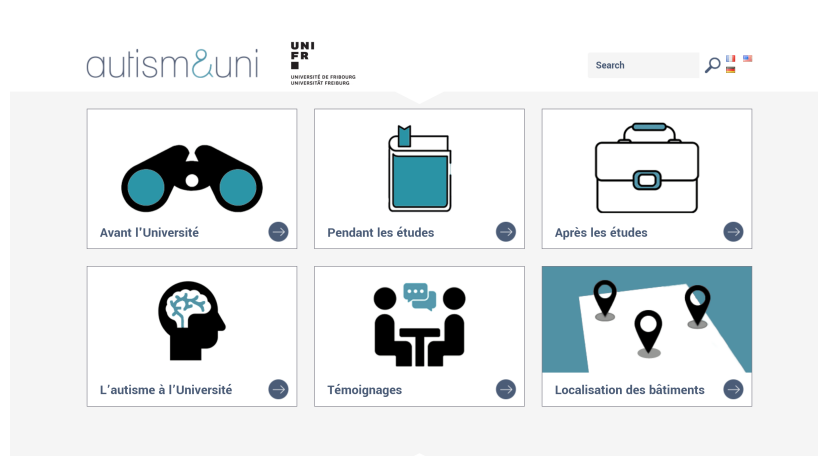 autism&uni
UNI
FR
UNIVERSITÉ DE FRIBOURG
UNIVERSITÄT FREIBURG
Search
Avant l'Université
Pendant les études
Après les études
L'autisme à l'Université
Témoignages
Localisation des bâtiments